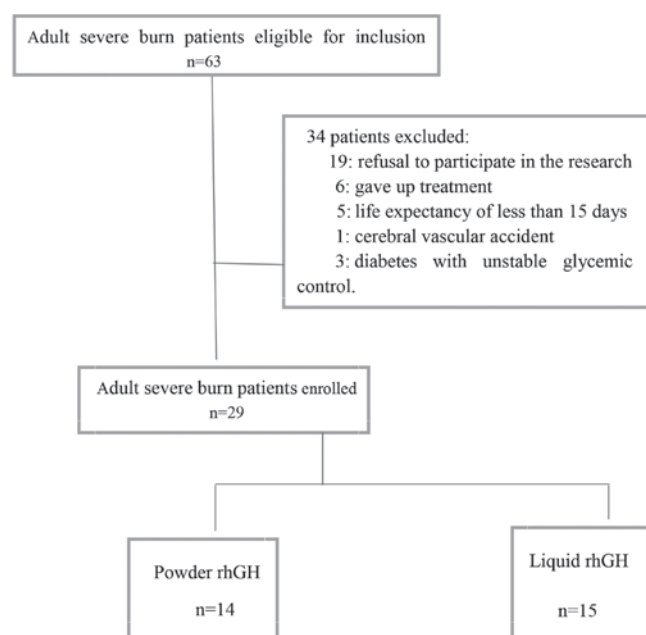 Adult severe burn patients eligible for inclusion
n=63
34 patients excluded:
19: refusal to participate in the research
6: gave up treatment
5: life expectancy of less than 15 days
1: cerebral vascular accident
3: diabetes with unstable glycemic
control.
Adult severe burn patients enrolled
n=29
Powder rhGH
n=14
Liquid rhGH
n=15